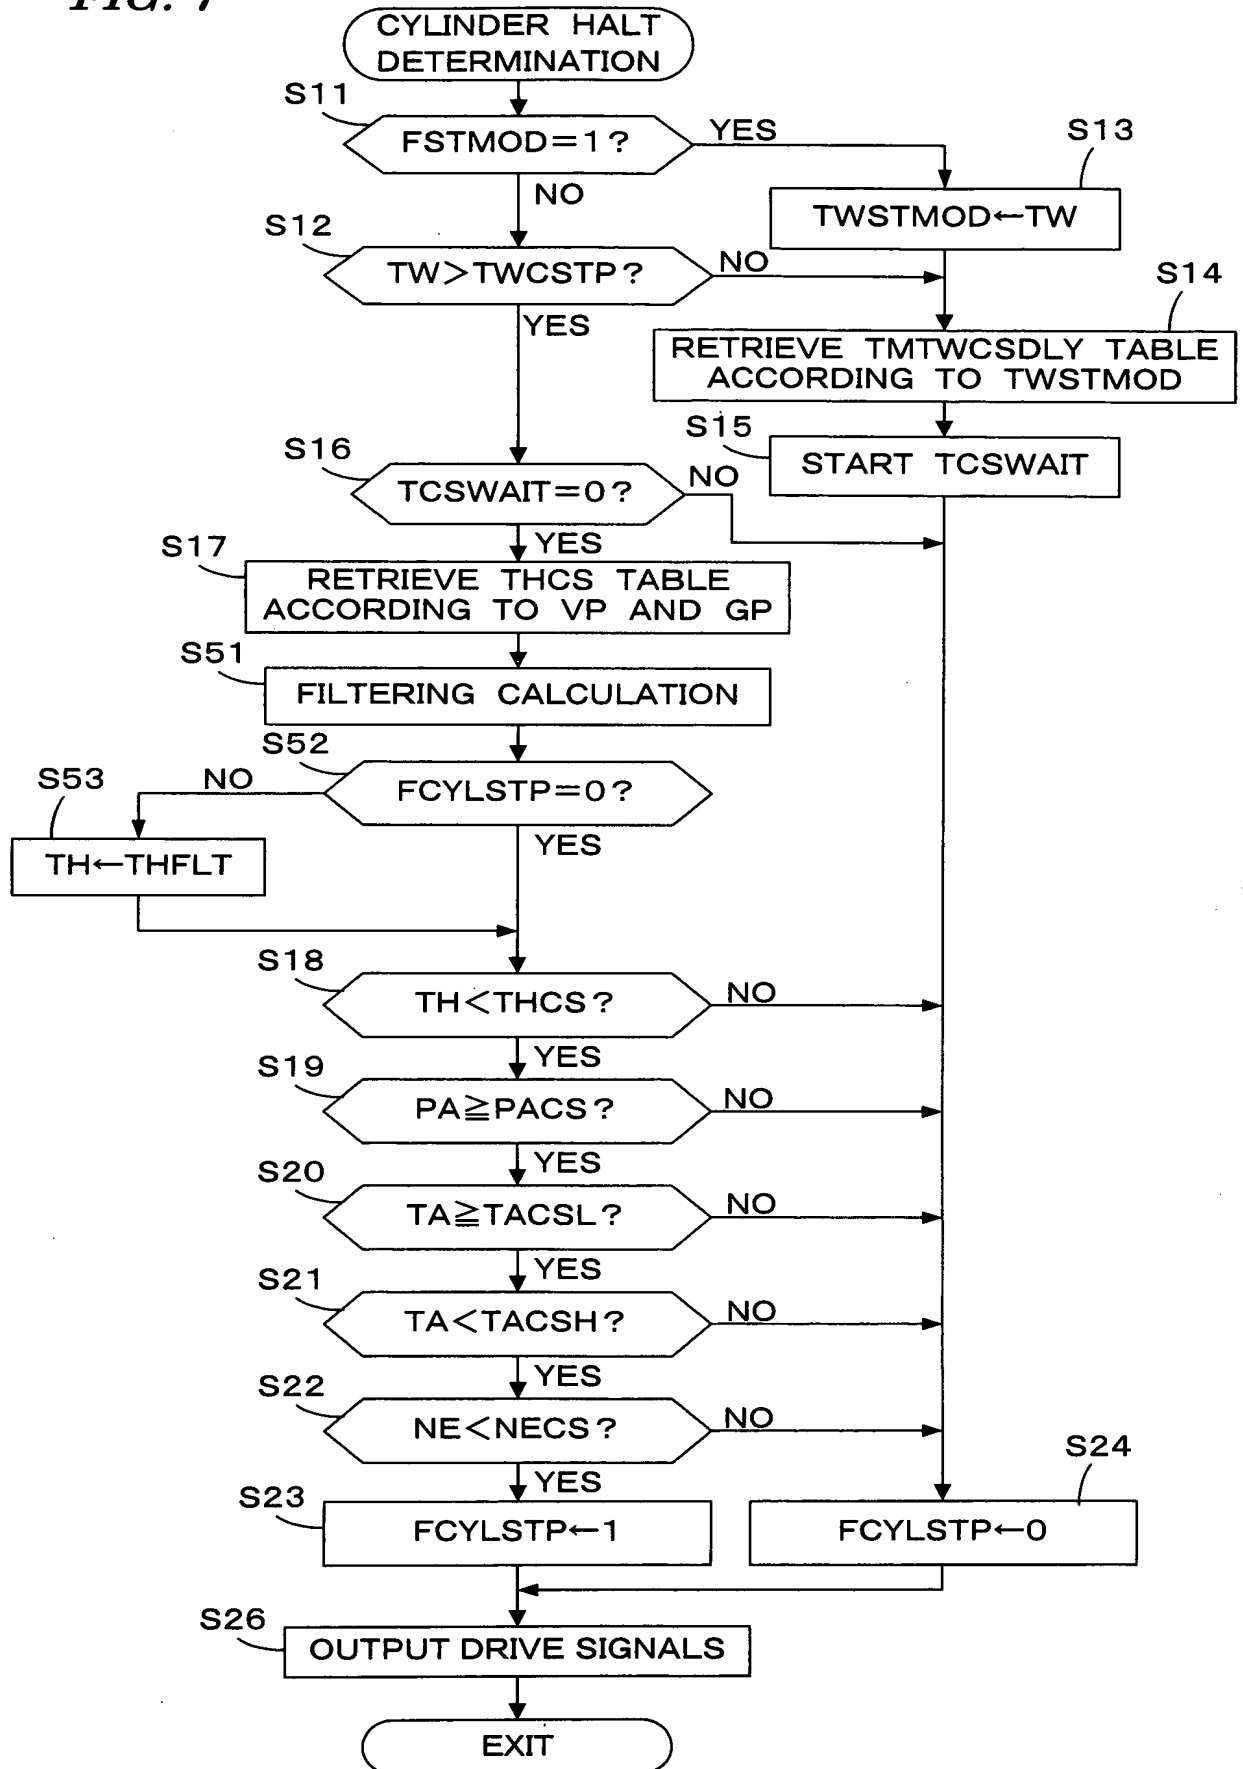 FIG. 7
CYLINDER HALT
DETERMINATION
S11
FSTMOD=1?
YES
S13
NO
TWSTMOD←TW
S12
TW>TWCSTP?
NO
S14
YES
RETRIEVE TMTWCSDLY TABLE
ACCORDING TO TWSTMOD
S15
START TCSWAIT
S16
TCSWAIT=0?
NO
YES
S17
RETRIEVE THCS TABLE
ACCORDING TO VP AND GP
S51
FILTERING CALCULATION
S52
FCYLSTP=0?
NO
S53
YES
TH←THFLT
S18
TH<THCS?
NO
YES
S19
PA≧PACS?
NO
YES
S20
TA≧TACSL?
NO
YES
S21
TA<TACSH?
NO
YES
S22
NE<NECS?
NO
YES
S23
FCYLSTP←1
S24
FCYLSTP←0
S26
OUTPUT DRIVE SIGNALS
EXIT